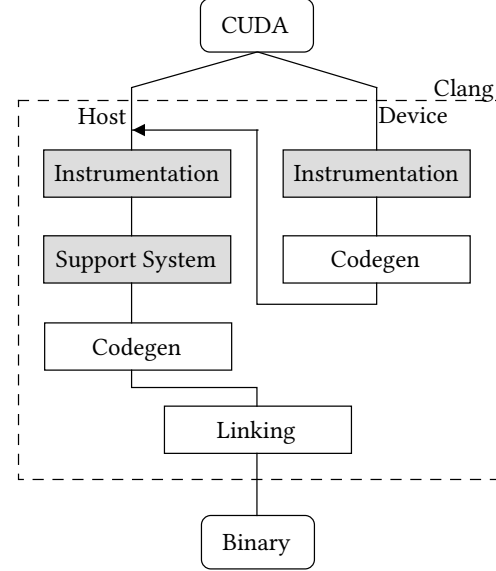 CUDA
Clang
Host
Device
Instrumentation
Instrumentation
Support System
Codegen
Codegen
Linking
Binary